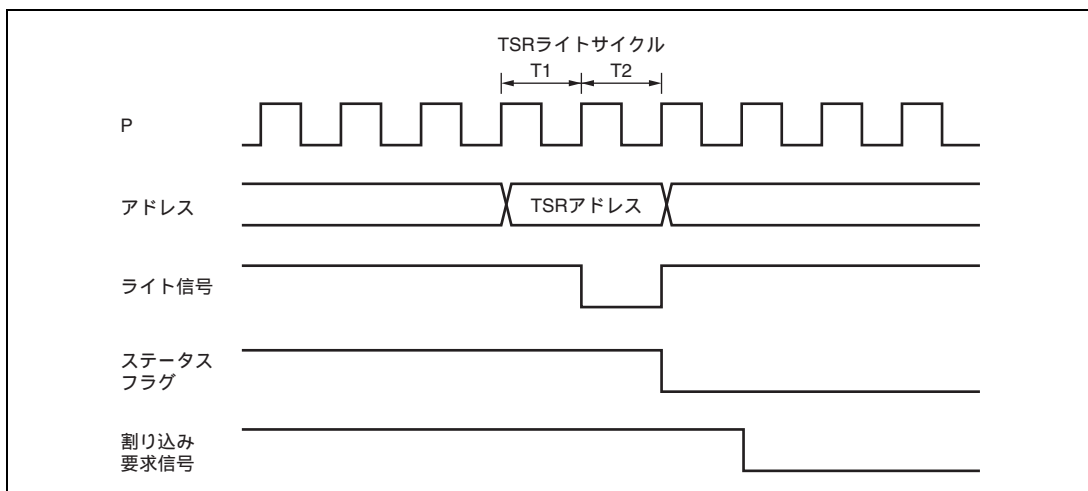 TSRライトサイクル
T1
T2
P
アドレス
TSRアドレス
ライト信号
ステータス
フラグ
割り込み
要求信号